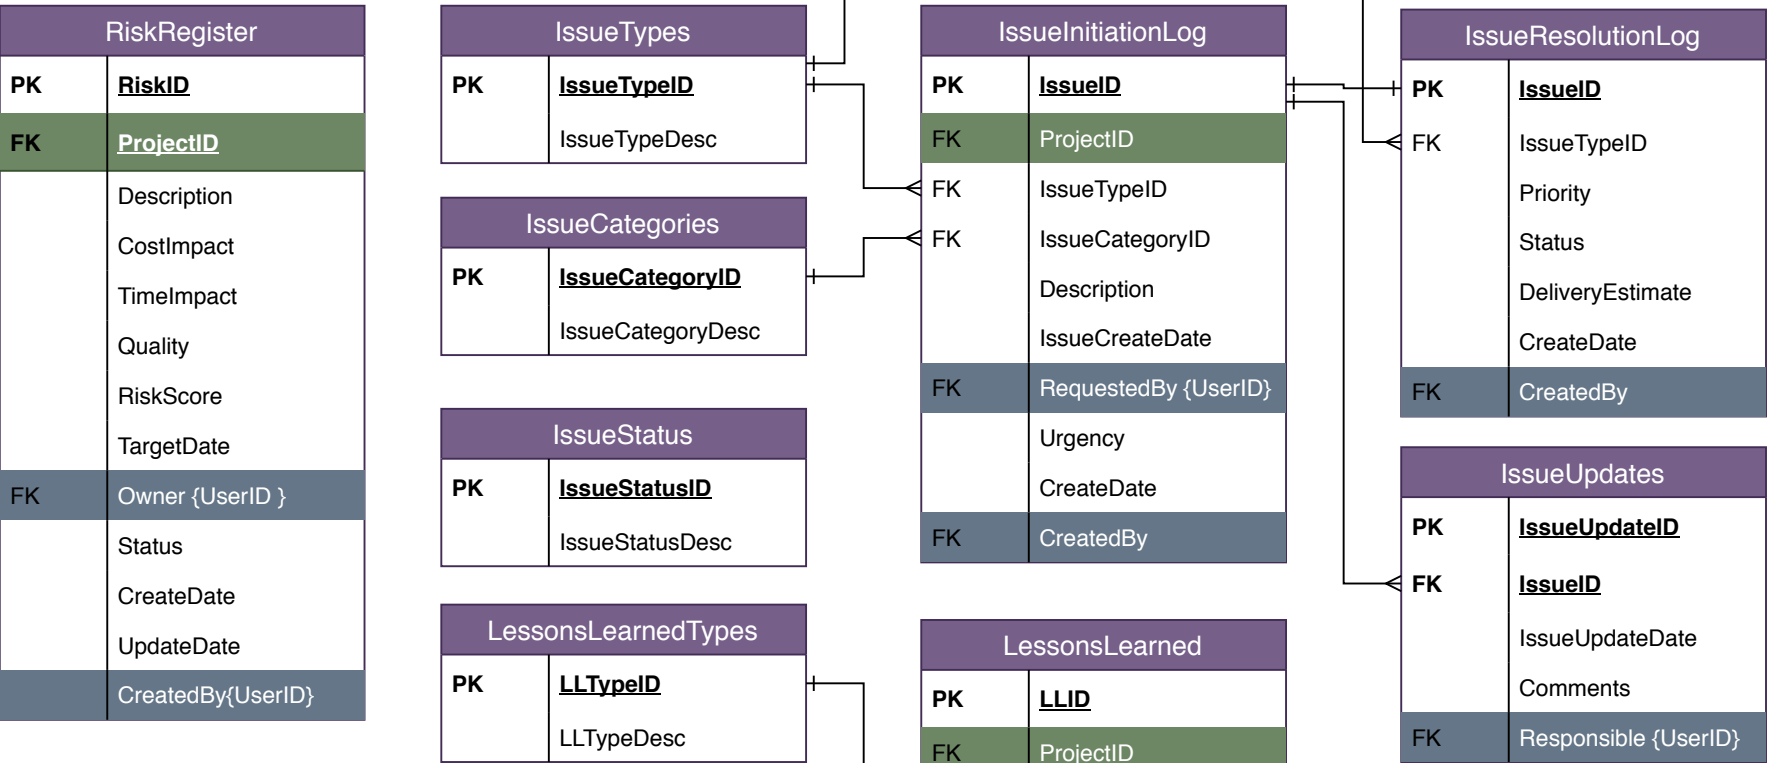 RiskRegister
PK RiskID
FK ProjectID
Description
CostImpact
TimeImpact
Quality
RiskScore
TargetDate
FK Owner {UserID }
Status
CreateDate
UpdateDate
CreatedBy{UserID}
IssueTypes
PK IssueTypeID
IssueTypeDesc
IssueCategories
PK IssueCategoryID
IssueCategoryDesc
IssueStatus
PK IssueStatusID
IssueStatusDesc
LessonsLearnedTypes
PK LLTypeID
LLTypeDesc
IssueInitiationLog
PK IssueID
FK ProjectID
FK IssueTypeID
FK IssueCategoryID
Description
IssueCreateDate
FK RequestedBy {UserID}
Urgency
CreateDate
FK CreatedBy
LessonsLearned
PK LLID
FK ProjectID
IssueResolutionLog
PK IssueID
FK IssueTypeID
Priority
Status
DeliveryEstimate
CreateDate
FK CreatedBy
IssueUpdates
PK IssueUpdateID
FK IssueID
IssueUpdateDate
Comments
FK Responsible {UserID}